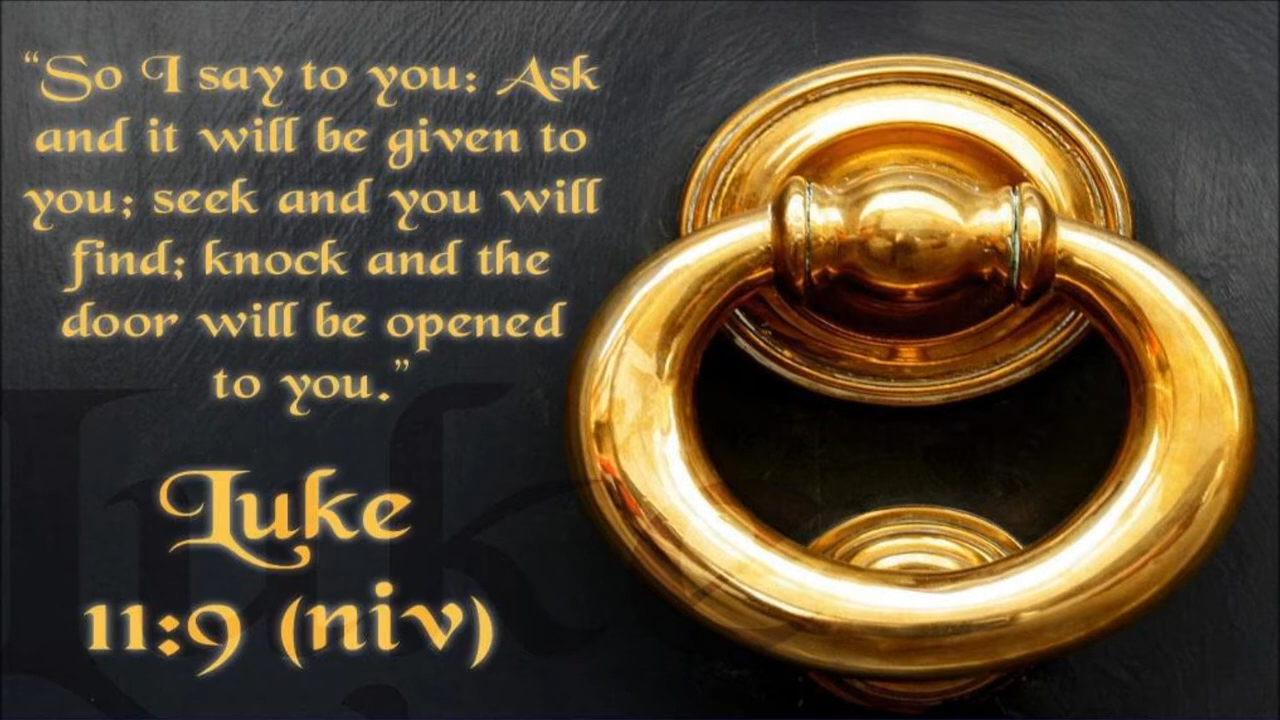 “So I say to you: Ask
and it will be given to
you; seek and you will
find; knock and the
door will be opened
to you.”
Luke
11:9 (niv)